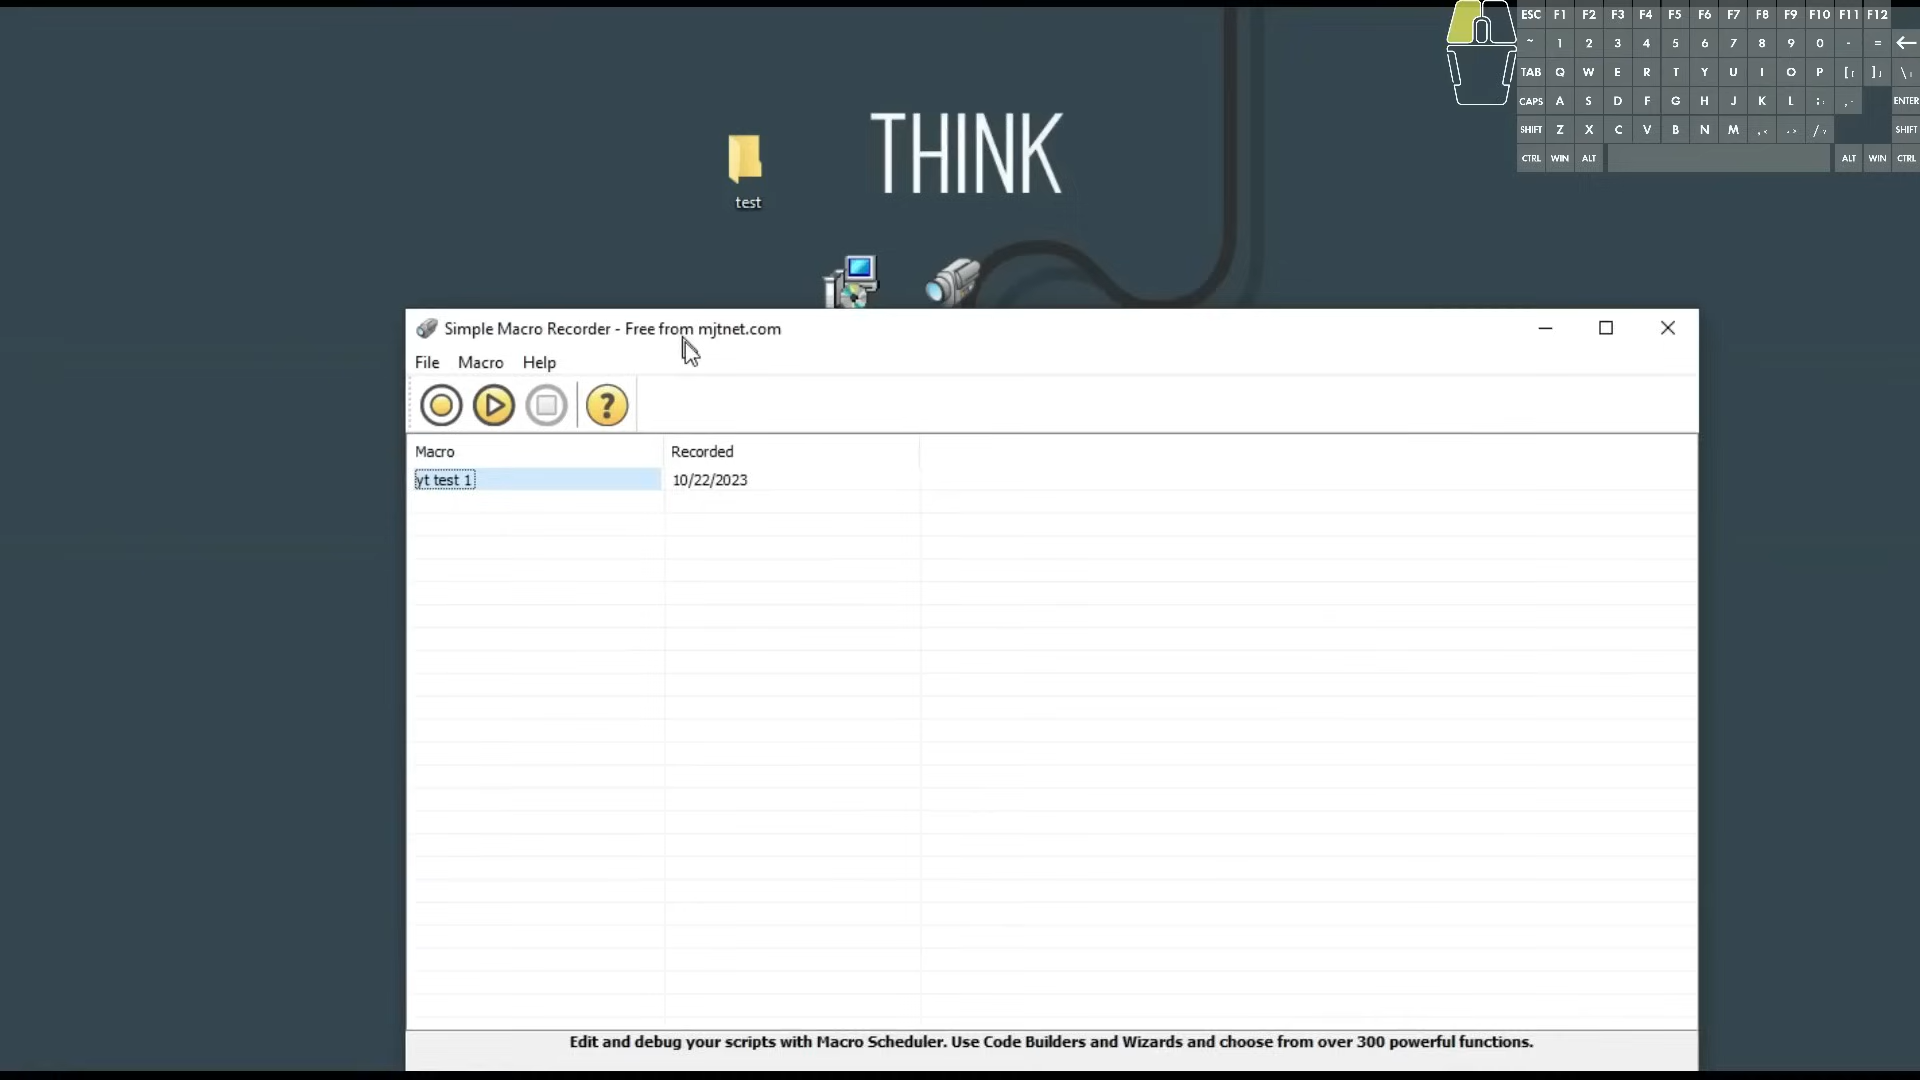 ESC F1 F2 F3 F4 F5 F6 F7 F8 F9 F10 F11 F12
~ 1 2 3 4 5 6 7 8 9 0 - =
TAB Q W E R T Y U I O P [ ] \
CAPS A S D F G H J K L ; ENTER
SHIFT Z X C V B N M , . / SHIFT
CTRL WIN ALT ALT WIN CTRL
THINK
test
Simple Macro Recorder - Free from mjtnet.com
File Macro Help
?
Macro Recorded
yt test 1 10/22/2023
Edit and debug your scripts with Macro Scheduler. Use Code Builders and Wizards and choose from over 300 powerful functions.